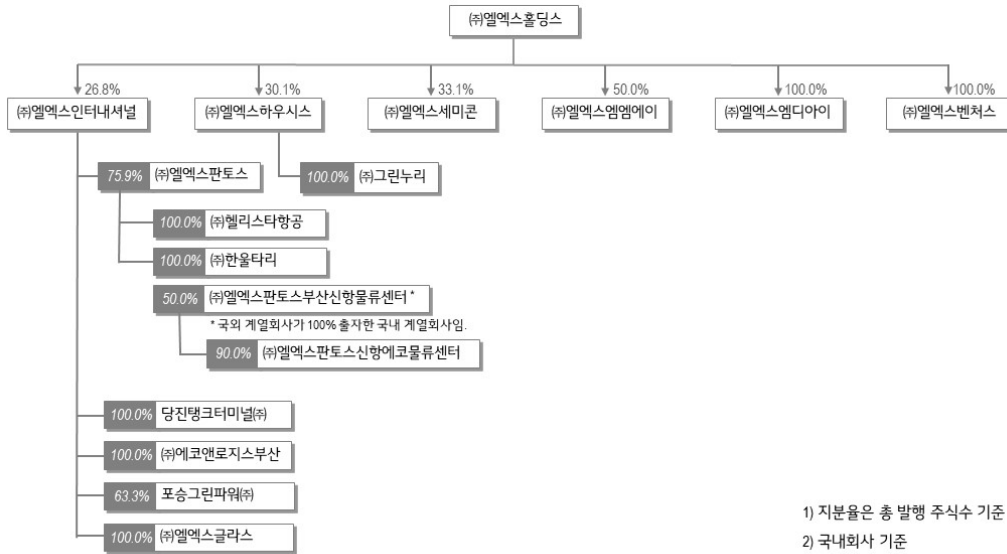 ㈜엘엑스홀딩스
26.8% 30.1% 33.1% 50.0% 100.0% 100.0%
㈜엘엑스인터내셔널 ㈜엘엑스하우시스 ㈜엘엑스세미콘 ㈜엘엑스엠엠에이 ㈜엘엑스엠디아이 ㈜엘엑스벤처스
75.9% ㈜엘엑스판토스 100.0% ㈜그린누리
100.0% ㈜헬리스타항공
100.0% ㈜한울타리
50.0% ㈜엘엑스판토스부산신항물류센터 *
* 국외 계열회사가 100% 출자한 국내 계열회사임.
90.0% ㈜엘엑스판토스신항에코물류센터
100.0% 당진탱크터미널㈜
100.0% ㈜에코앤로지스부산
63.3% 포승그린파워㈜
100.0% ㈜엘엑스글라스
1) 지분율은 총 발행 주식수 기준
2) 국내회사 기준